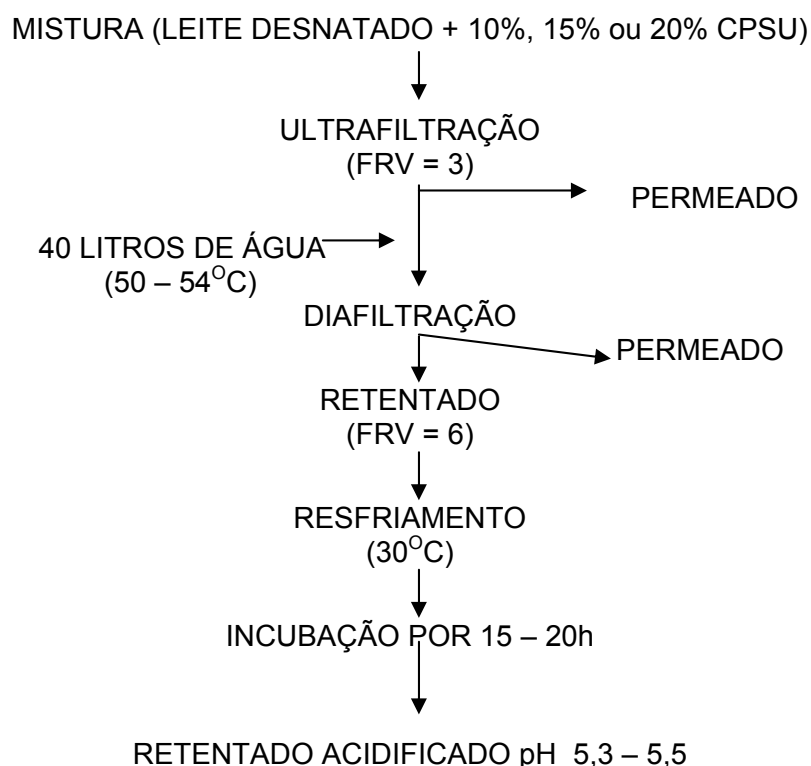 MISTURA (LEITE DESNATADO + 10%, 15% ou 20% CPSU)
ULTRAFILTRAÇÃO
(FRV = 3)
PERMEADO
40 LITROS DE ÁGUA
(50 – 54ºC)
DIAFILTRAÇÃO
PERMEADO
RETENTADO
(FRV = 6)
RESFRIAMENTO
(30ºC)
INCUBAÇÃO POR 15 – 20h
RETENTADO ACIDIFICADO pH 5,3 – 5,5